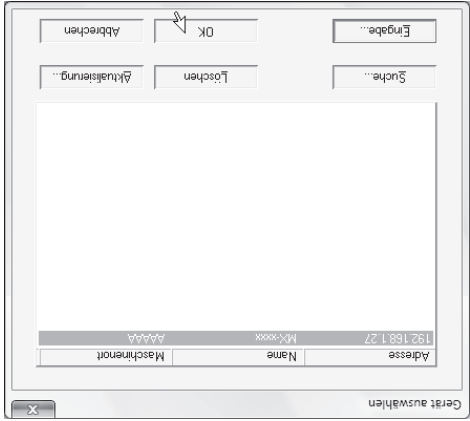 Gerät auswählen
X
Adresse Name Maschinenort
192.168.1.27 MX-xxxx AAAAA
Suche... Löschen Aktualisierung...
Eingabe... OK Abbrechen